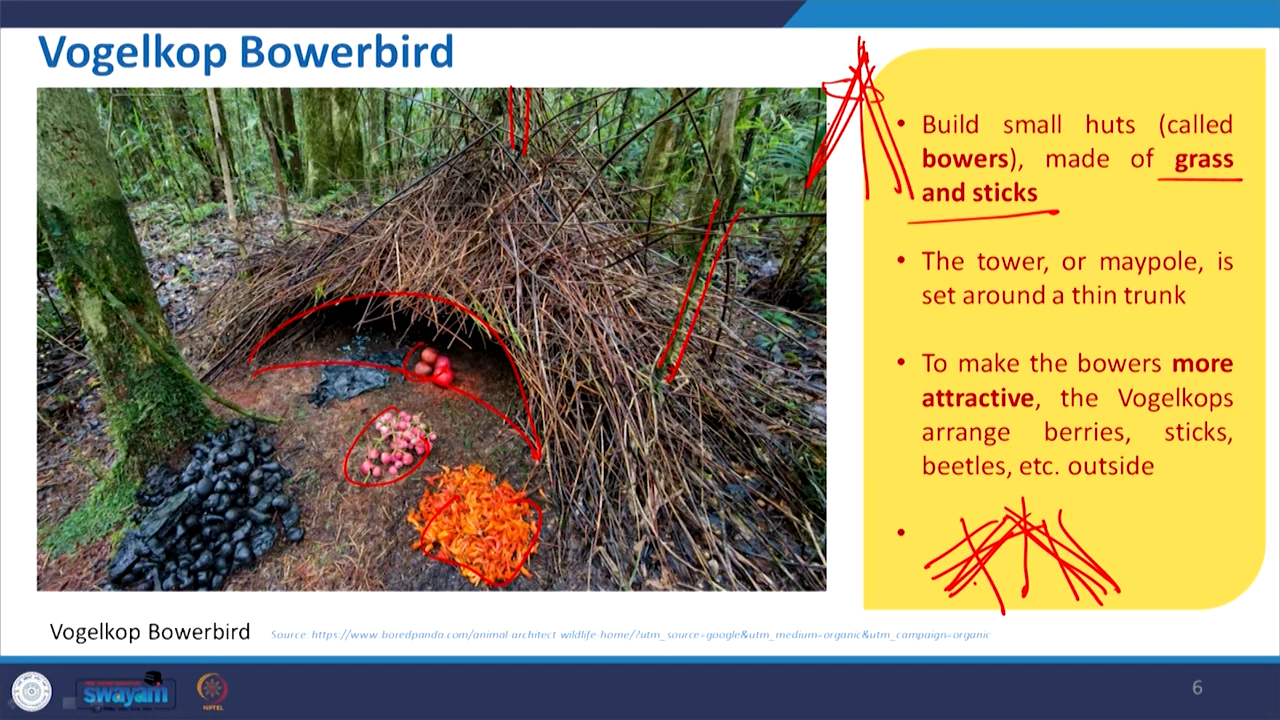 Vogelkop Bowerbird
• Build small huts (called
bowers), made of grass
and sticks
• The tower, or maypole, is
set around a thin trunk
• To make the bowers more
attractive, the Vogelkops
arrange berries, sticks,
beetles, etc. outside
•
Vogelkop Bowerbird Source: https://www.boredpanda.com/animal-architect-wildlife-home/?utm_source=google&utm_medium=organic&utm_campaign=organic
swayam NPTEL 6